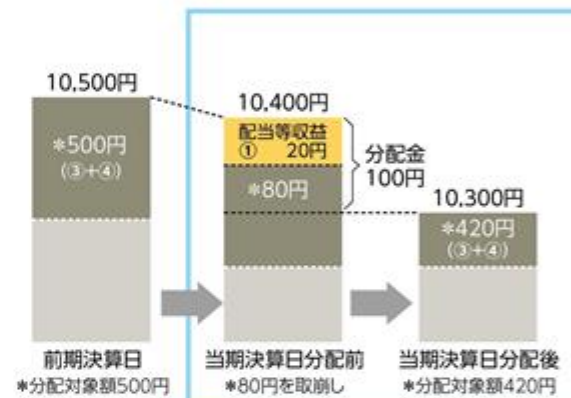 10,500円
*500円
(③+④)
前期決算日
*分配対象額500円
10,400円
配当等収益
① 20円
*80円
分配金
100円
当期決算日分配前
*80円を取崩し
10,300円
*420円
(③+④)
当期決算日分配後
*分配対象額420円